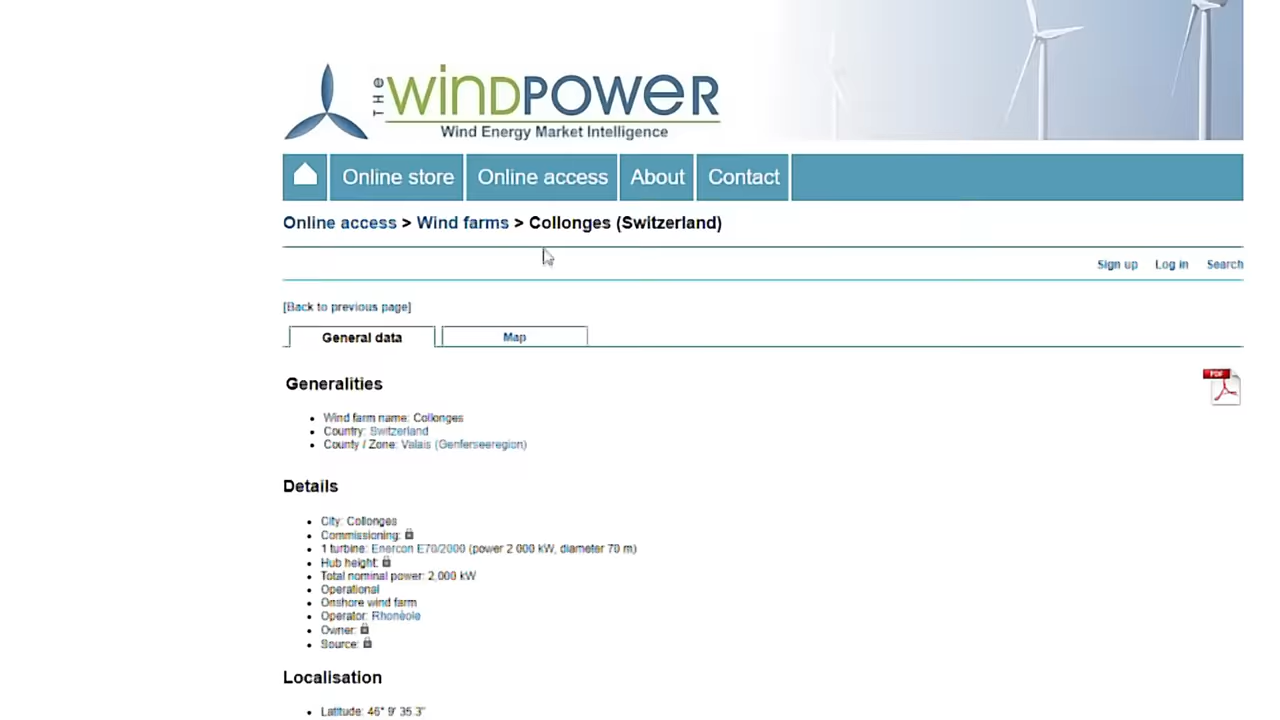 THE WINDPOWER
Wind Energy Market Intelligence
Online store
Online access
About
Contact
Online access > Wind farms > Collonges (Switzerland)
Sign up Log in Search
[Back to previous page]
General data
Map
Generalities
PDF
Wind farm name: Collonges
Country: Switzerland
County / Zone: Valais (Genferseeregion)
Details
City: Collonges
Commissioning:
1 turbine: Enercon E70/2000 (power 2 000 kW, diameter 70 m)
Hub height:
Total nominal power: 2,000 kW
Operational
Onshore wind farm
Operator: Rhonéole
Owner:
Source:
Localisation
Latitude: 46° 9' 35.3"